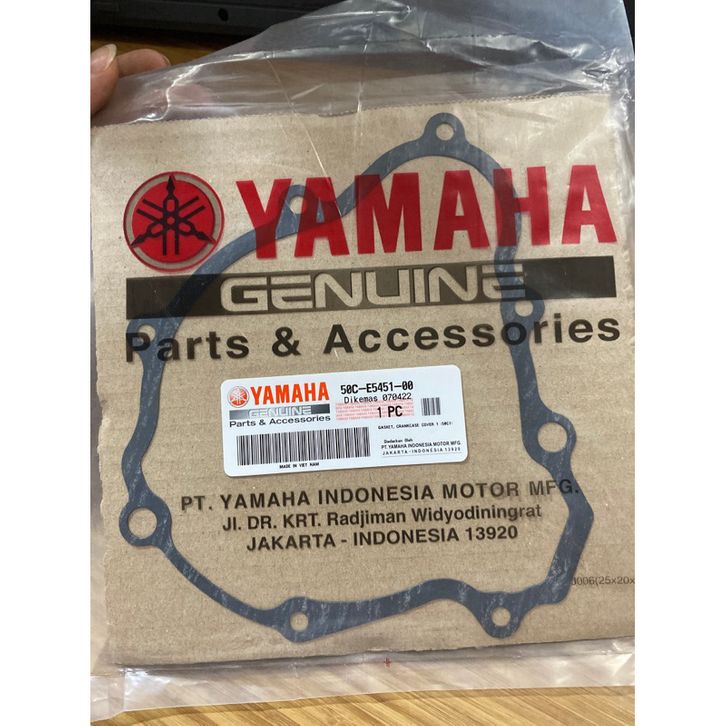 YAMAHA
GENUINE
Parts & Accessories
YAMAHA
GENUINE
Parts & Accessories
50C-E5451-00
Dikemas 070422
1 PC
GASKET, CRANKCASE COVER 1 (50C)
Diedarkan Oleh
PT.YAMAHA INDONESIA MOTOR MFG
JAKARTA - INDONESIA 13920
MADE IN VIET NAM
PT. YAMAHA INDONESIA MOTOR MFG.
Jl. DR. KRT. Radjiman Widyodiningrat
JAKARTA - INDONESIA 13920